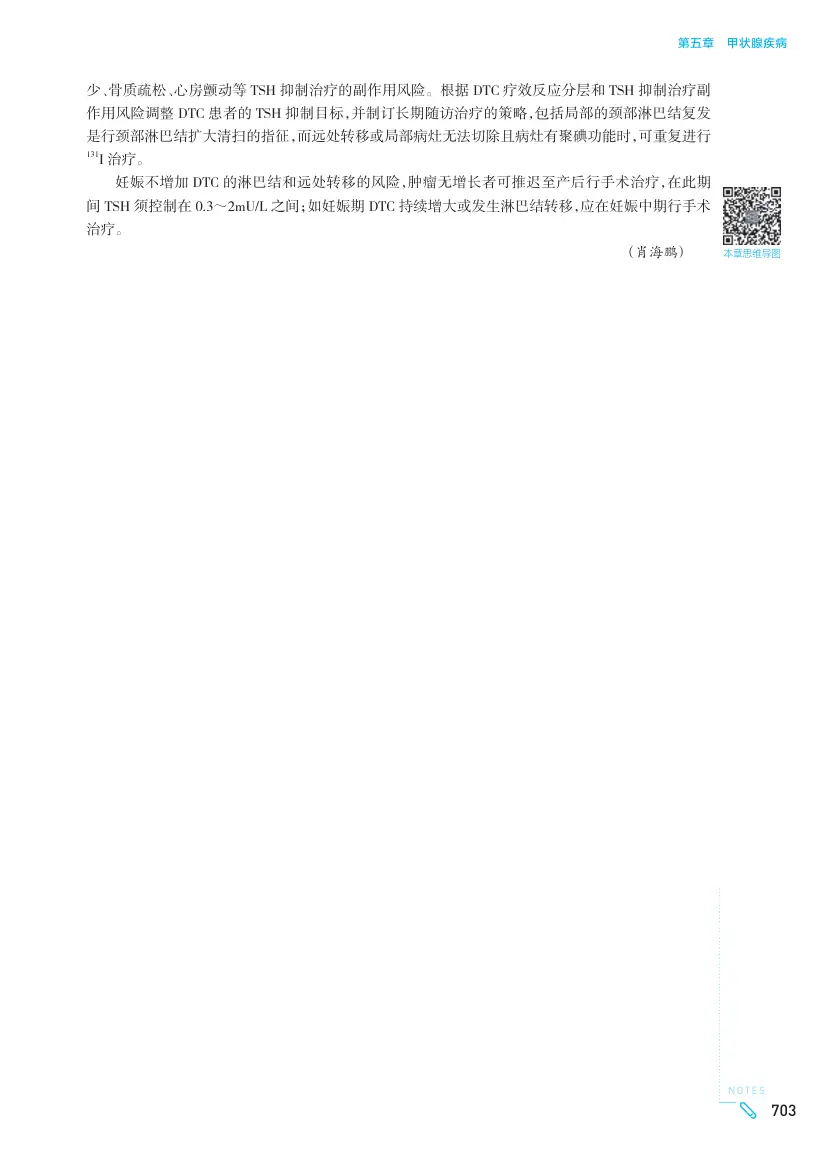 第五章 甲状腺疾病
少、骨质疏松、心房颤动等 TSH 抑制治疗的副作用风险。根据 DTC 疗效反应分层和 TSH 抑制治疗副
作用风险调整 DTC 患者的 TSH 抑制目标,并制订长期随访治疗的策略,包括局部的颈部淋巴结复发
是行颈部淋巴结扩大清扫的指征,而远处转移或局部病灶无法切除且病灶有聚碘功能时,可重复进行
¹³¹I 治疗。
妊娠不增加 DTC 的淋巴结和远处转移的风险,肿瘤无增长者可推迟至产后行手术治疗,在此期
间 TSH 须控制在 0.3～2mU/L 之间;如妊娠期 DTC 持续增大或发生淋巴结转移,应在妊娠中期行手术
治疗。
(肖海鹏)
本章思维导图
NOTES
703